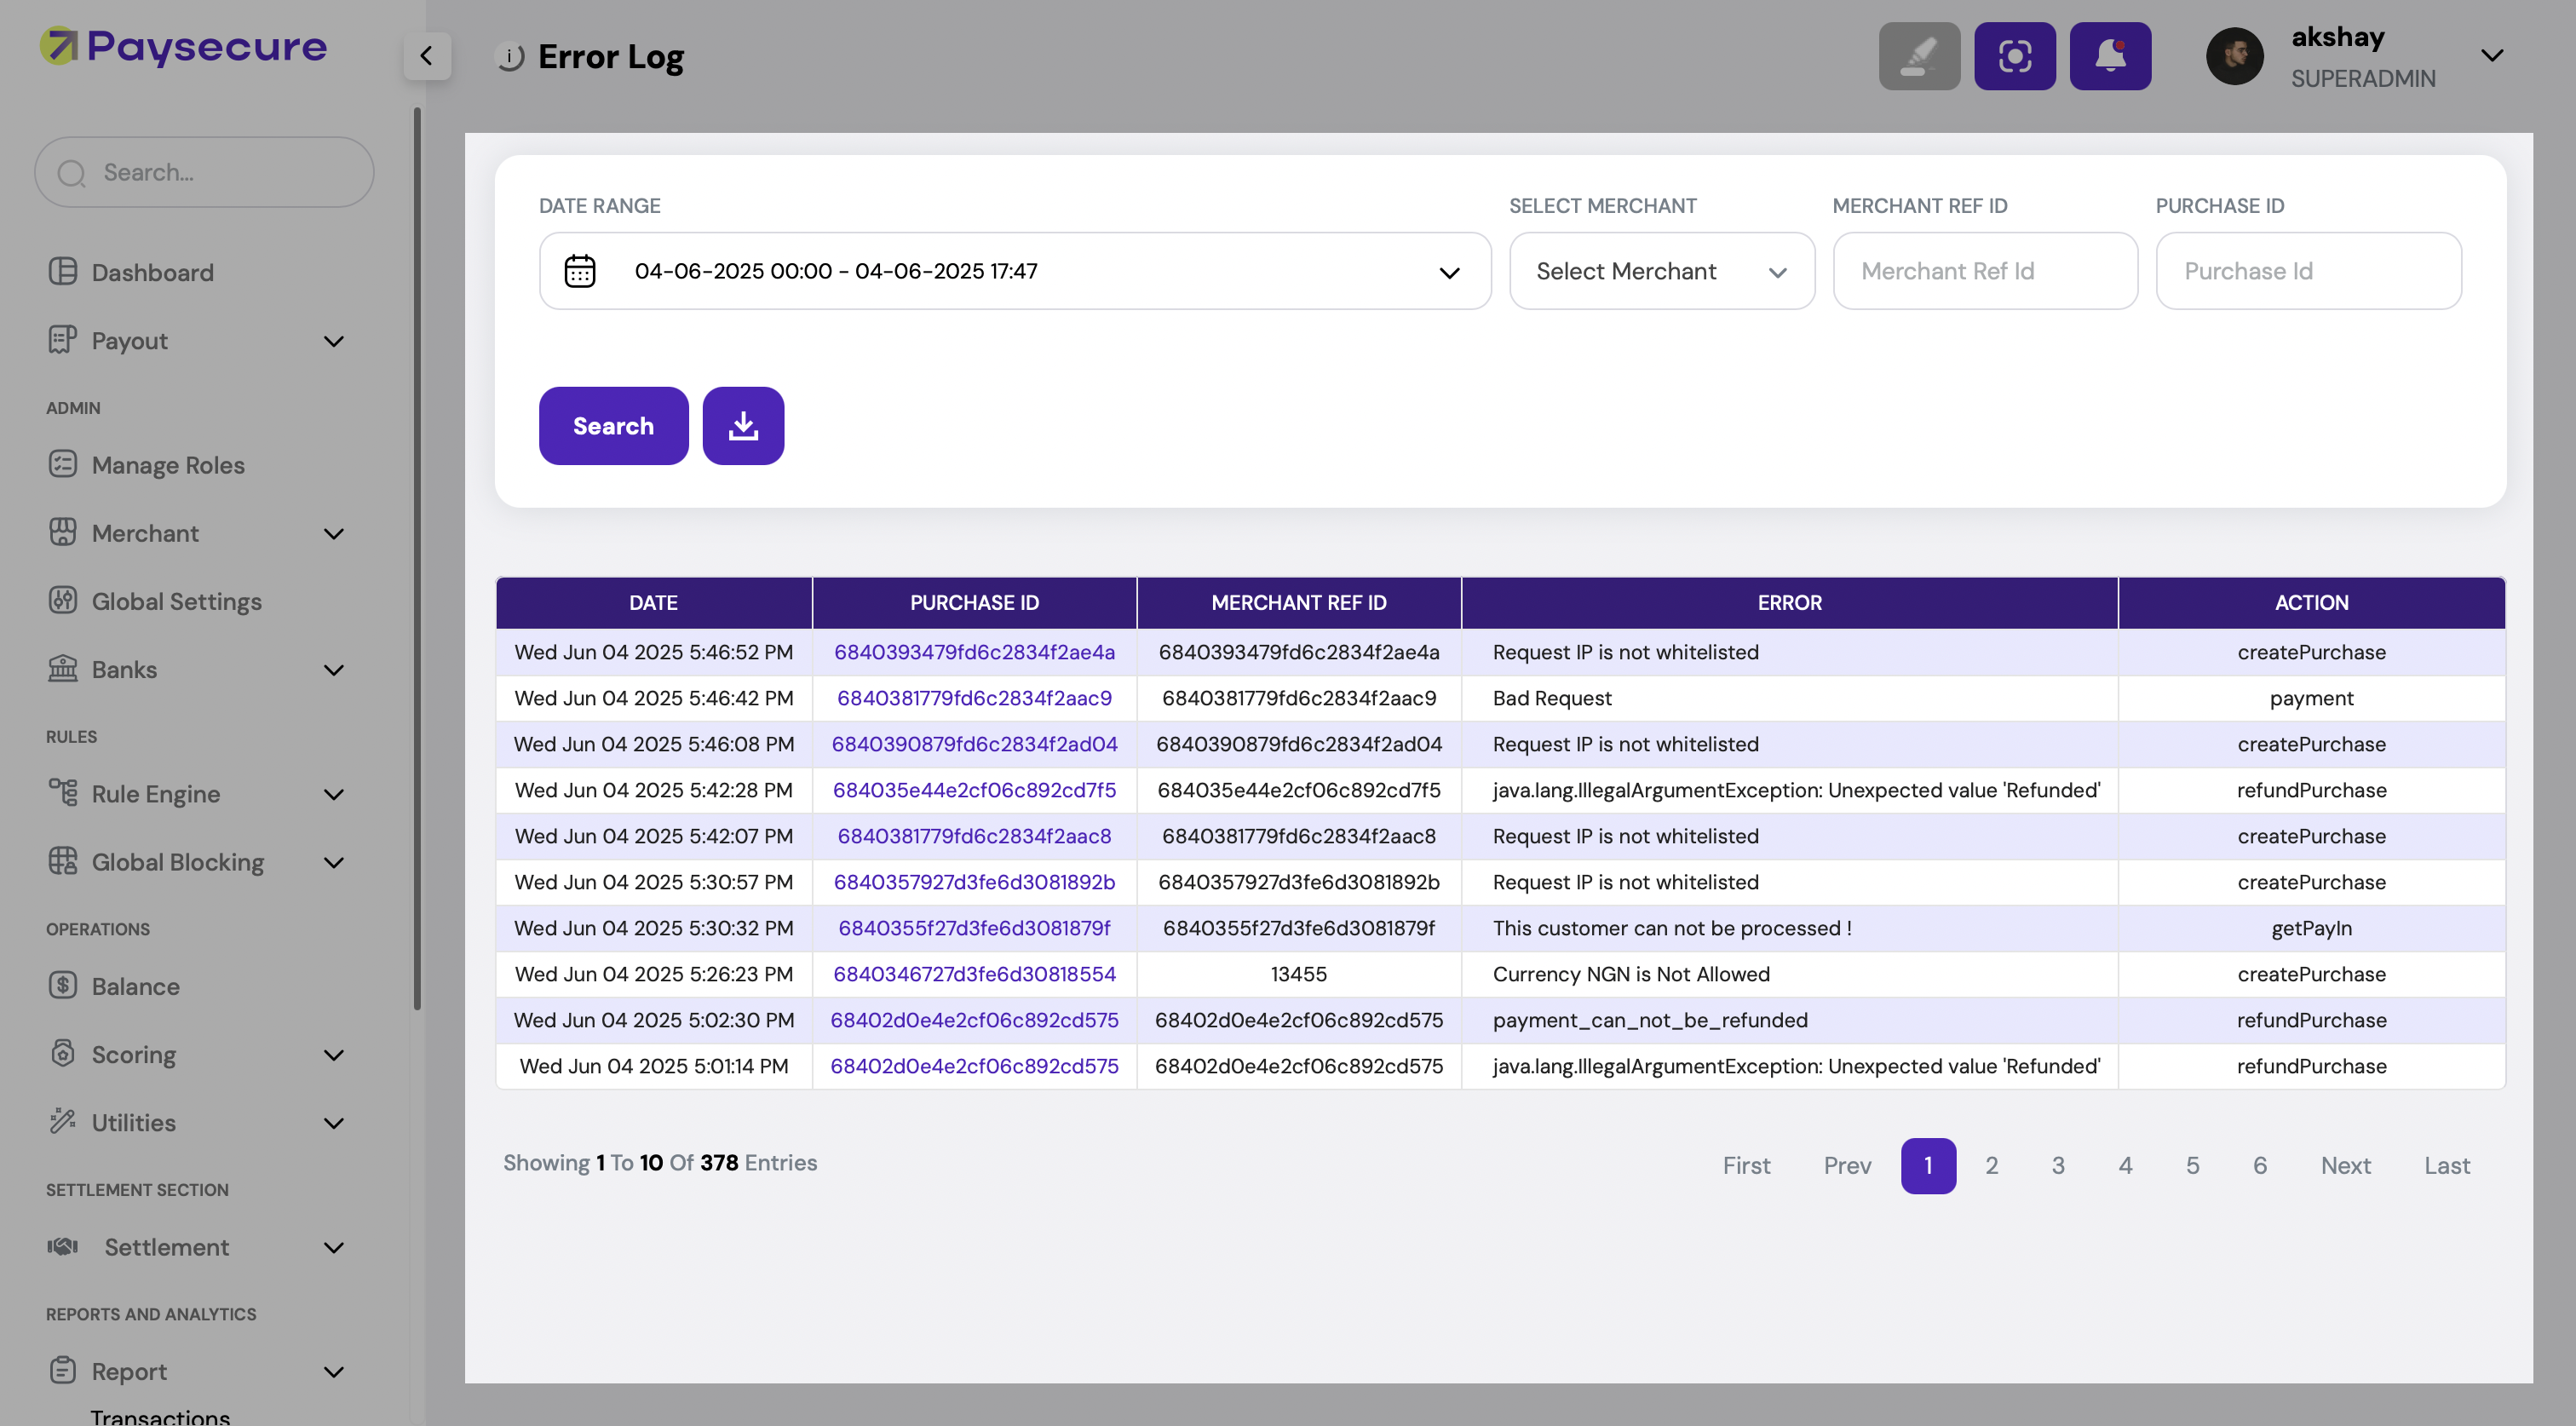 Paysecure
Error Log
akshay
SUPERADMIN
Search...
Dashboard
Payout
ADMIN
Manage Roles
Merchant
Global Settings
Banks
RULES
Rule Engine
Global Blocking
OPERATIONS
Balance
Scoring
Utilities
SETTLEMENT SECTION
Settlement
REPORTS AND ANALYTICS
Report
Transactions
DATE RANGE SELECT MERCHANT MERCHANT REF ID PURCHASE ID
04-06-2025 00:00 - 04-06-2025 17:47 Select Merchant Merchant Ref Id Purchase Id
Search
DATE PURCHASE ID MERCHANT REF ID ERROR ACTION
Wed Jun 04 2025 5:46:52 PM 6840393479fd6c2834f2ae4a 6840393479fd6c2834f2ae4a Request IP is not whitelisted createPurchase
Wed Jun 04 2025 5:46:42 PM 6840381779fd6c2834f2aac9 6840381779fd6c2834f2aac9 Bad Request payment
Wed Jun 04 2025 5:46:08 PM 6840390879fd6c2834f2ad04 6840390879fd6c2834f2ad04 Request IP is not whitelisted createPurchase
Wed Jun 04 2025 5:42:28 PM 684035e44e2cf06c892cd7f5 684035e44e2cf06c892cd7f5 java.lang.IllegalArgumentException: Unexpected value 'Refunded' refundPurchase
Wed Jun 04 2025 5:42:07 PM 6840381779fd6c2834f2aac8 6840381779fd6c2834f2aac8 Request IP is not whitelisted createPurchase
Wed Jun 04 2025 5:30:57 PM 6840357927d3fe6d3081892b 6840357927d3fe6d3081892b Request IP is not whitelisted createPurchase
Wed Jun 04 2025 5:30:32 PM 6840355f27d3fe6d3081879f 6840355f27d3fe6d3081879f This customer can not be processed ! getPayIn
Wed Jun 04 2025 5:26:23 PM 6840346727d3fe6d30818554 13455 Currency NGN is Not Allowed createPurchase
Wed Jun 04 2025 5:02:30 PM 68402d0e4e2cf06c892cd575 68402d0e4e2cf06c892cd575 payment_can_not_be_refunded refundPurchase
Wed Jun 04 2025 5:01:14 PM 68402d0e4e2cf06c892cd575 68402d0e4e2cf06c892cd575 java.lang.IllegalArgumentException: Unexpected value 'Refunded' refundPurchase
Showing 1 To 10 Of 378 Entries
First Prev 1 2 3 4 5 6 Next Last